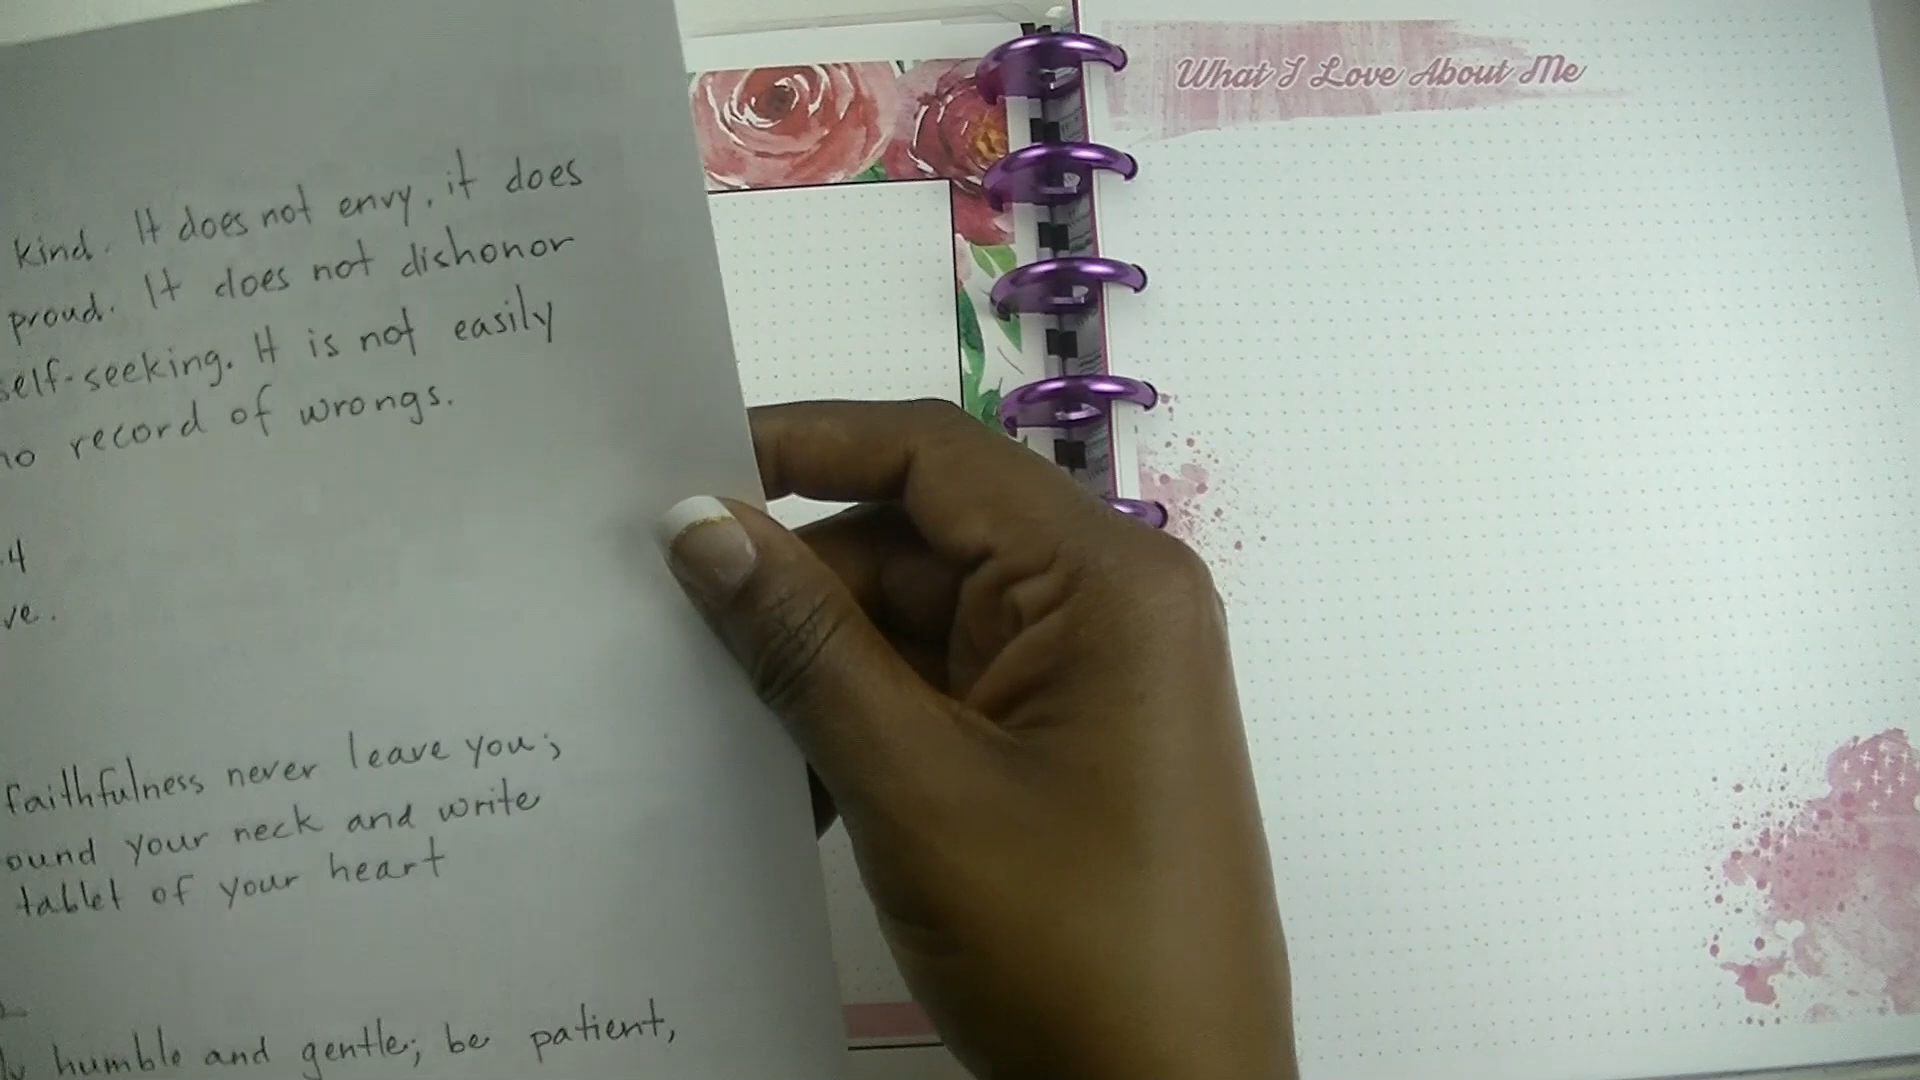 kind. It does not envy, it does
proud. It does not dishonor
self-seeking. It is not easily
no record of wrongs.
4
ve.
faithfulness never leave you;
ound your neck and write
tablet of your heart
humble and gentle; be patient,
What I Love About Me